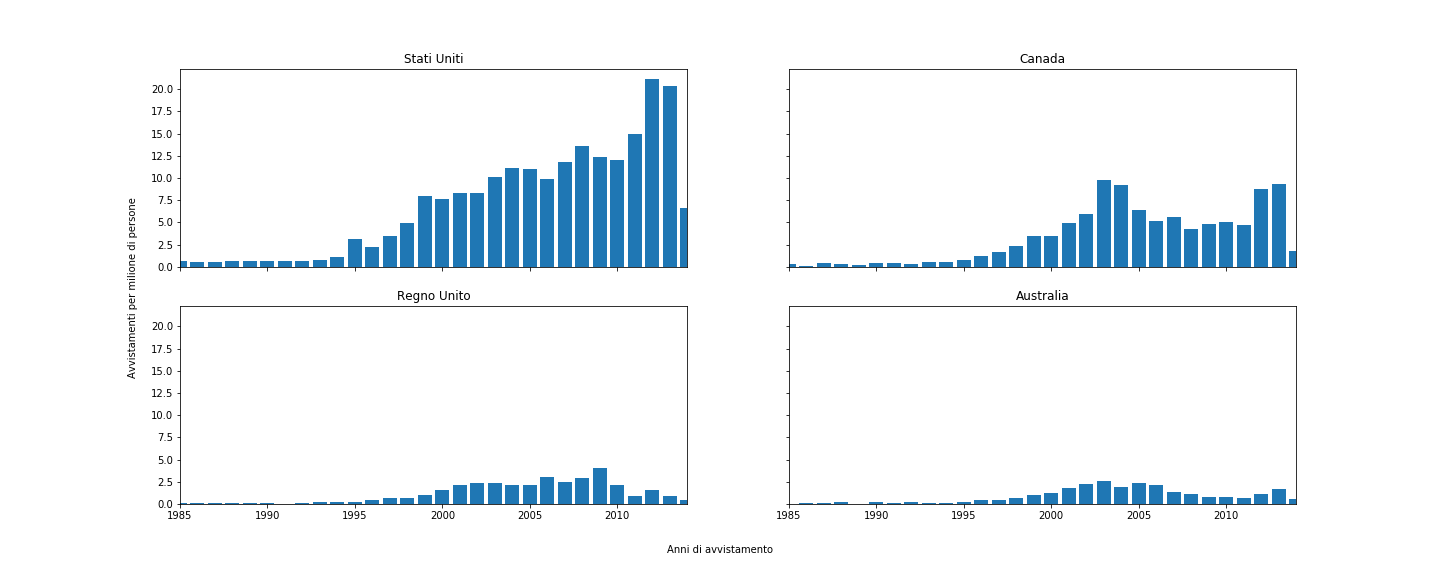 Stati Uniti
Canada
20.0
17.5
15.0
12.5
10.0
7.5
5.0
2.5
0.0
Avvistamenti per milione di persone
Regno Unito
Australia
20.0
17.5
15.0
12.5
10.0
7.5
5.0
2.5
0.0
1985 1990 1995 2000 2005 2010
1985 1990 1995 2000 2005 2010
Anni di avvistamento